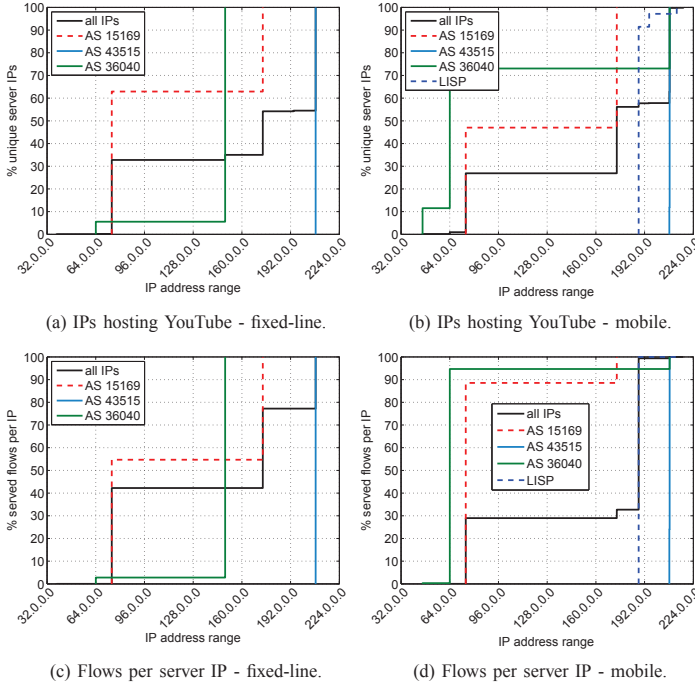 100
90
80
70
60
50
40
30
20
10
0
% unique server IPs
all IPs
AS 15169
AS 43515
AS 36040
32.0.0.0
64.0.0.0
96.0.0.0
128.0.0.0
160.0.0.0
192.0.0.0
224.0.0.0
IP address range
(a) IPs hosting YouTube - fixed-line.
100
90
80
70
60
50
40
30
20
10
0
% unique server IPs
all IPs
AS 15169
AS 43515
AS 36040
LISP
32.0.0.0
64.0.0.0
96.0.0.0
128.0.0.0
160.0.0.0
192.0.0.0
224.0.0.0
IP address range
(b) IPs hosting YouTube - mobile.
100
90
80
70
60
50
40
30
20
10
0
% served flows per IP
all IPs
AS 15169
AS 43515
AS 36040
32.0.0.0
64.0.0.0
96.0.0.0
128.0.0.0
160.0.0.0
192.0.0.0
224.0.0.0
IP address range
(c) Flows per server IP - fixed-line.
100
90
80
70
60
50
40
30
20
10
0
% served flows per IP
all IPs
AS 15169
AS 43515
AS 36040
LISP
32.0.0.0
64.0.0.0
96.0.0.0
128.0.0.0
160.0.0.0
192.0.0.0
224.0.0.0
IP address range
(d) Flows per server IP - mobile.